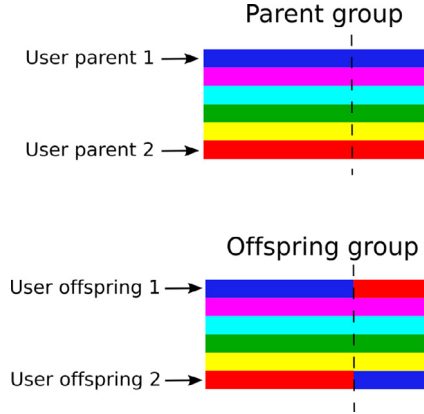 Parent group
User parent 1
User parent 2
Offspring group
User offspring 1
User offspring 2